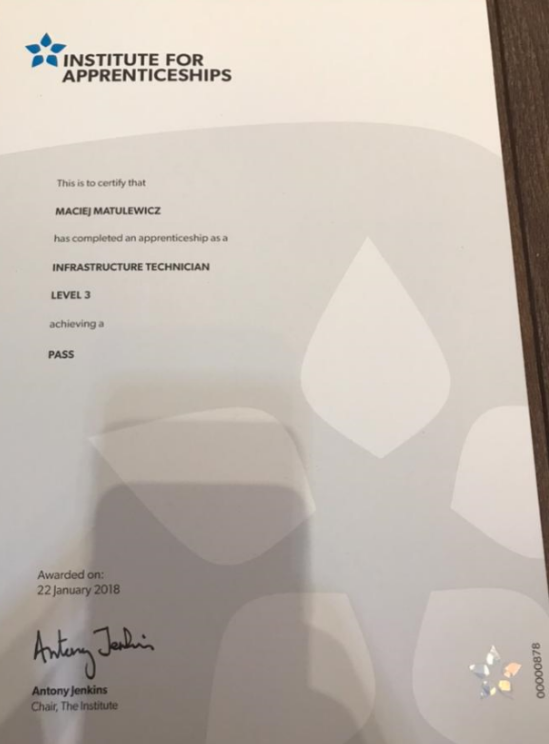 INSTITUTE FOR
APPRENTICESHIPS
This is to certify that
MACIEJ MATULEWICZ
has completed an apprenticeship as a
INFRASTRUCTURE TECHNICIAN
LEVEL 3
achieving a
PASS
Awarded on:
22 January 2018
Antony Jenkins
Antony Jenkins
Chair, The Institute
00000878